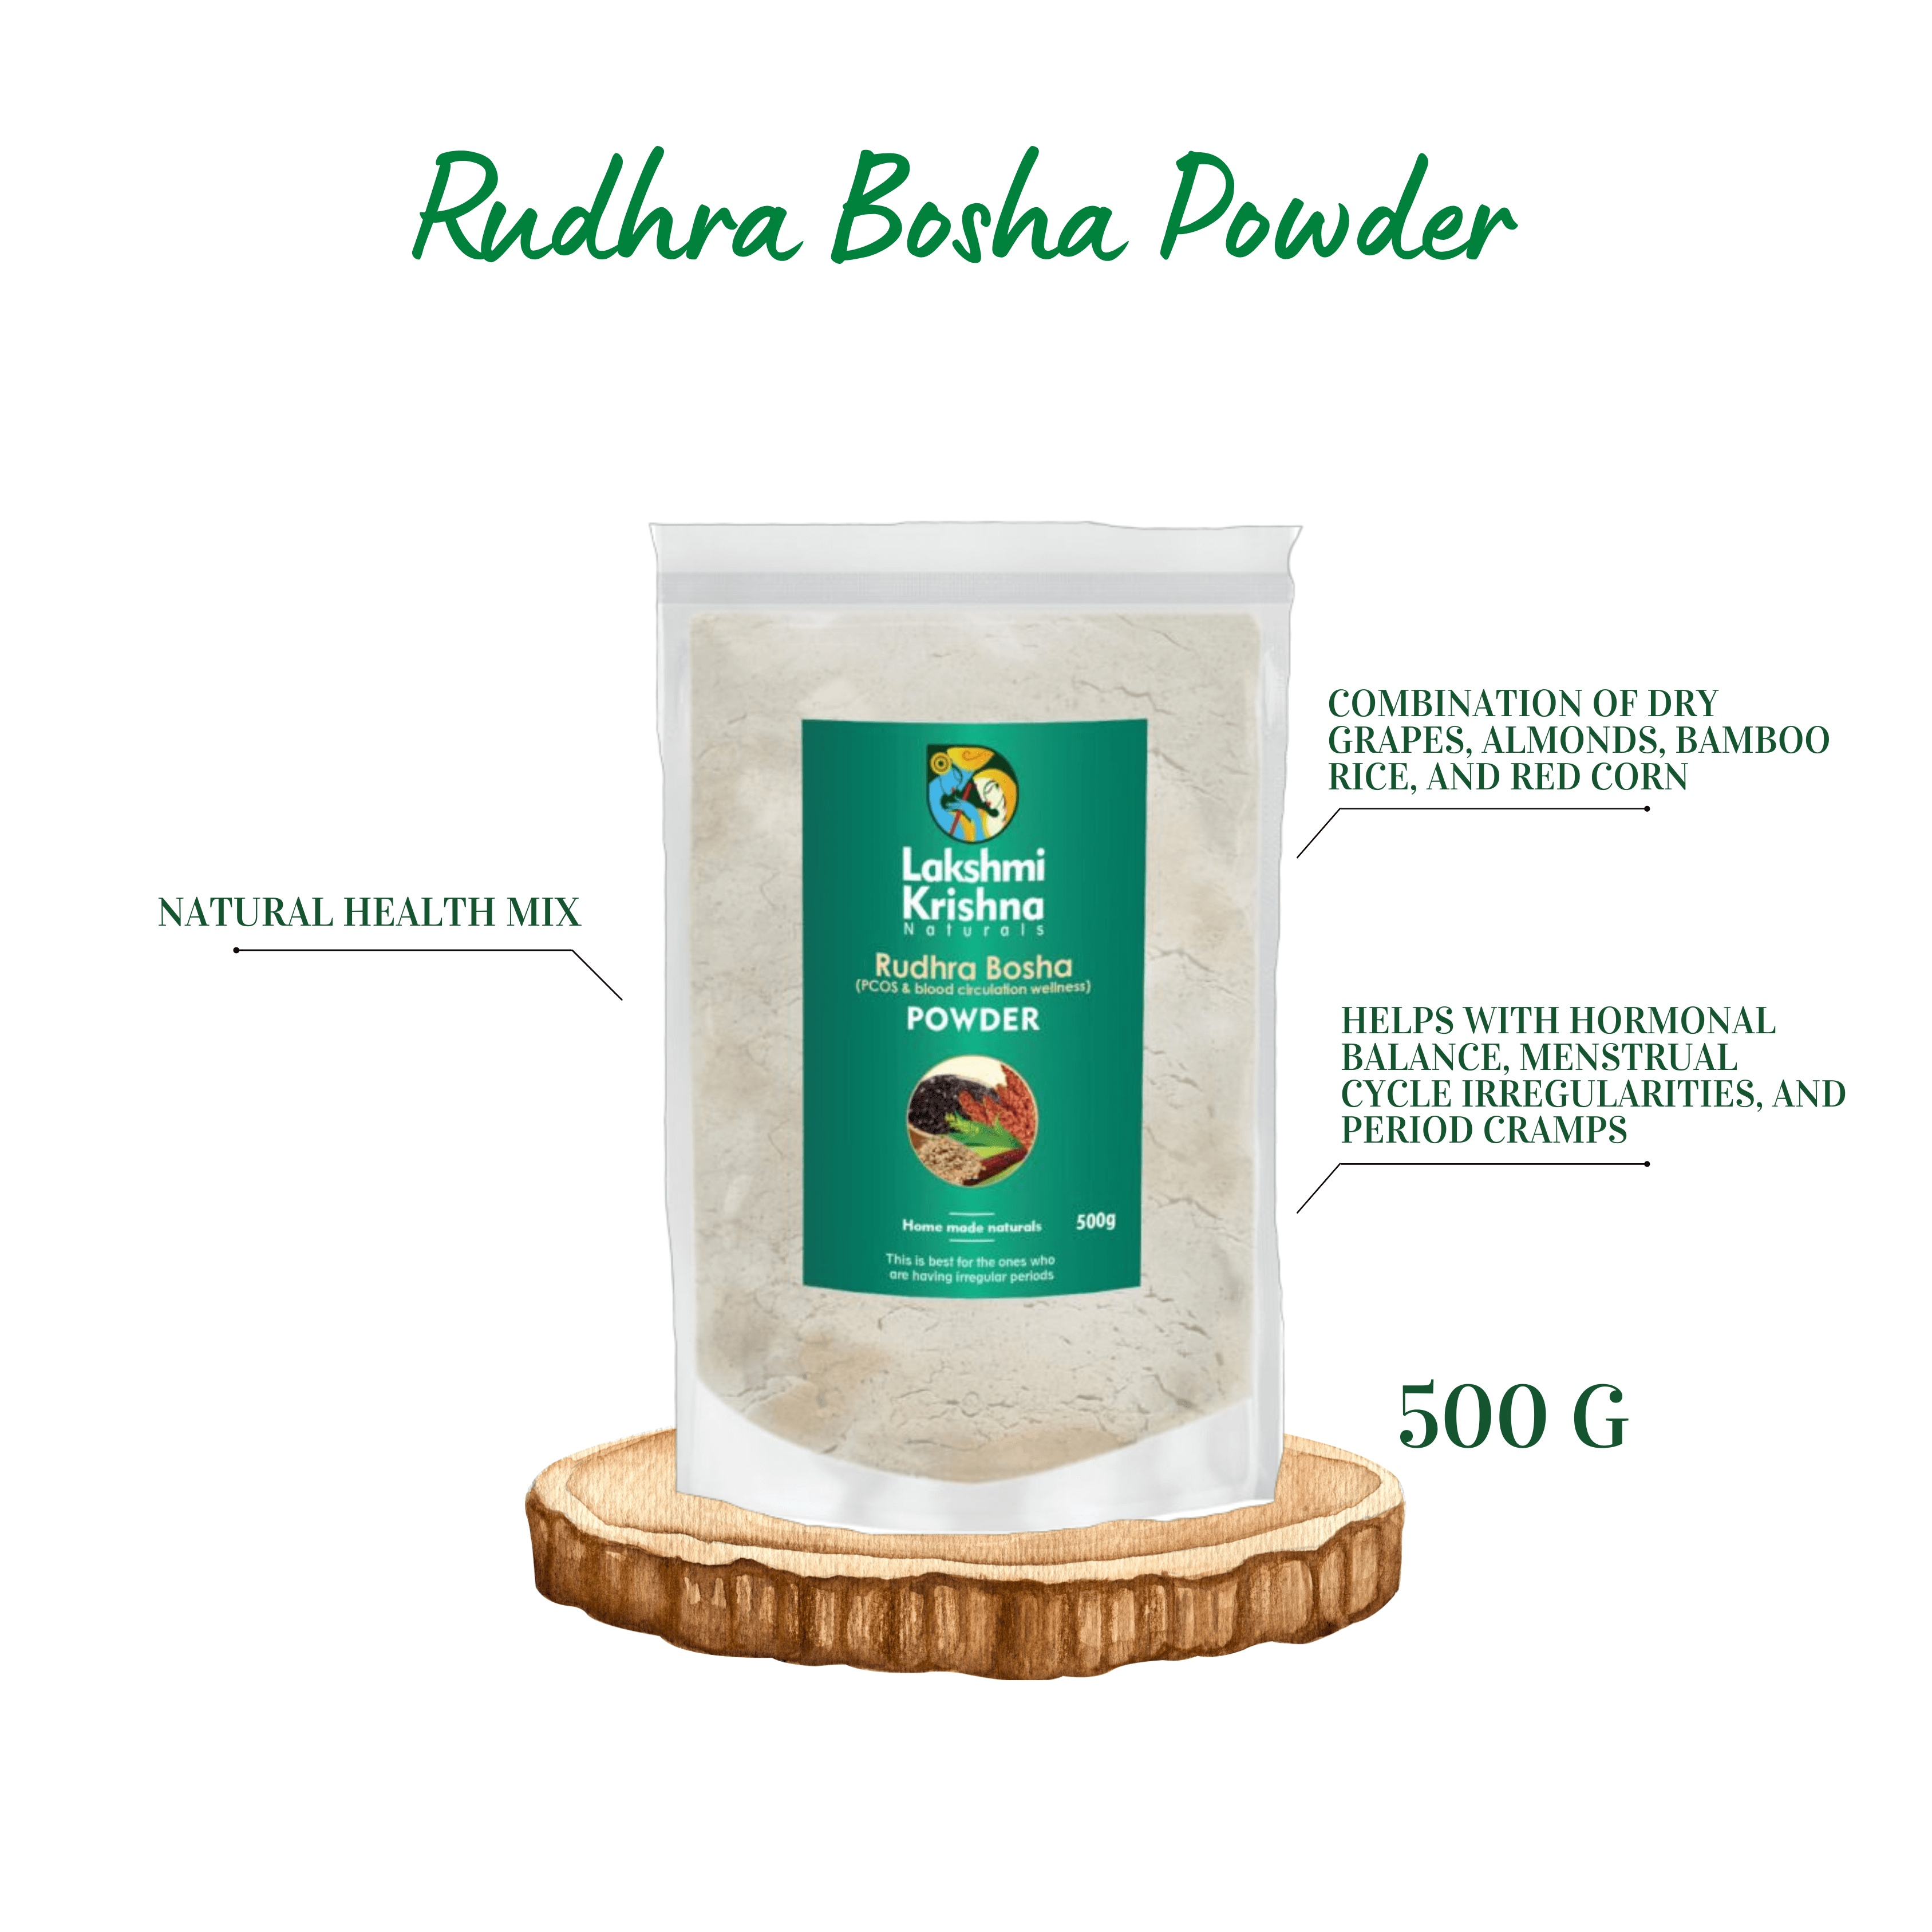 Rudhra Bosha Powder
COMBINATION OF DRY
GRAPES, ALMONDS, BAMBOO
RICE, AND RED CORN
NATURAL HEALTH MIX
Lakshmi
Krishna
Naturals
Rudhra Bosha
(PCOS & blood circulation wellness)
POWDER
HELPS WITH HORMONAL
BALANCE, MENSTRUAL
CYCLE IRREGULARITIES, AND
PERIOD CRAMPS
Home made naturals
500g
This is best for the ones who
are having irregular periods
500 G